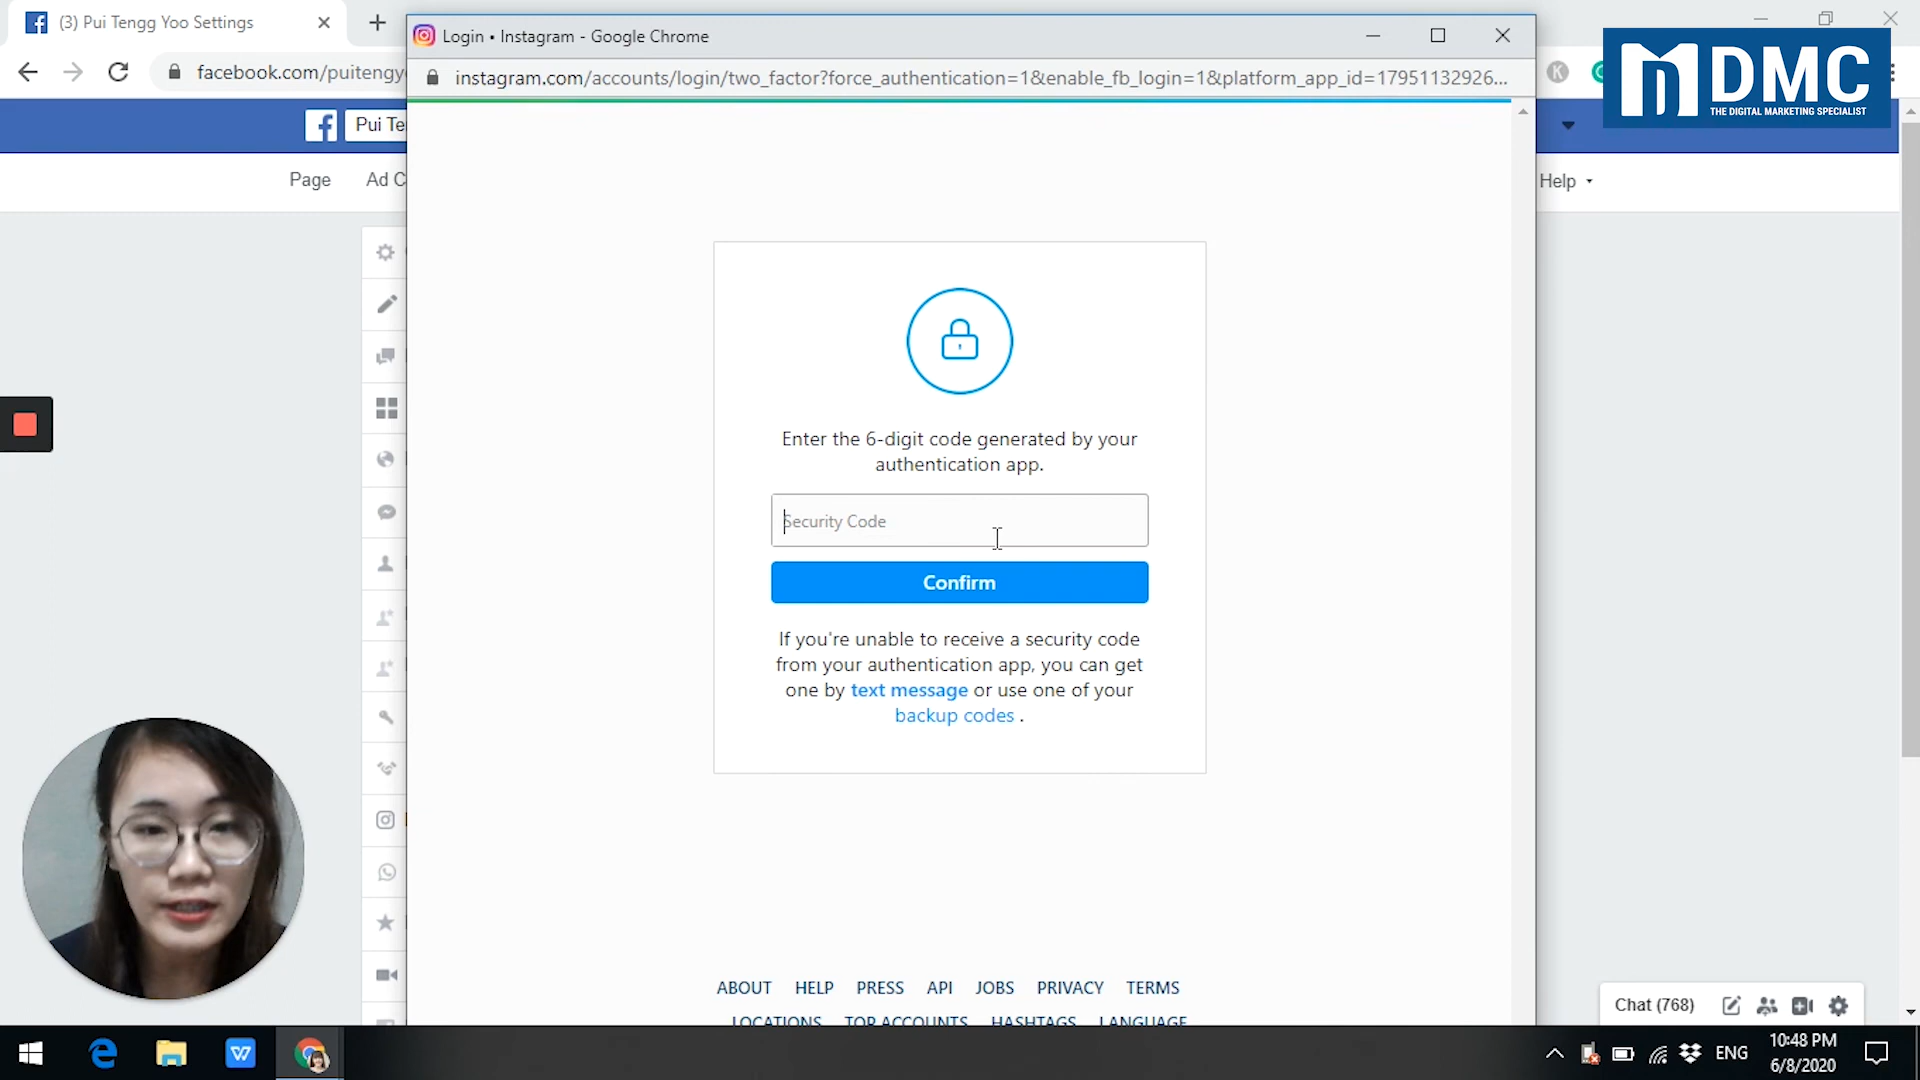 (3) Pui Tengg Yoo Settings
Login • Instagram - Google Chrome
facebook.com/puitengy
instagram.com/accounts/login/two_factor?force_authentication=1&enable_fb_login=1&platform_app_id=17951132926...
DMC
THE DIGITAL MARKETING SPECIALIST
Pui Te
Page
Ad C
Help
Enter the 6-digit code generated by your
authentication app.
Security Code
Confirm
If you're unable to receive a security code
from your authentication app, you can get
one by text message or use one of your
backup codes .
ABOUT HELP PRESS API JOBS PRIVACY TERMS
LOCATIONS TOP ACCOUNTS HASHTAGS LANGUAGE
Chat (768)
ENG
10:48 PM
6/8/2020